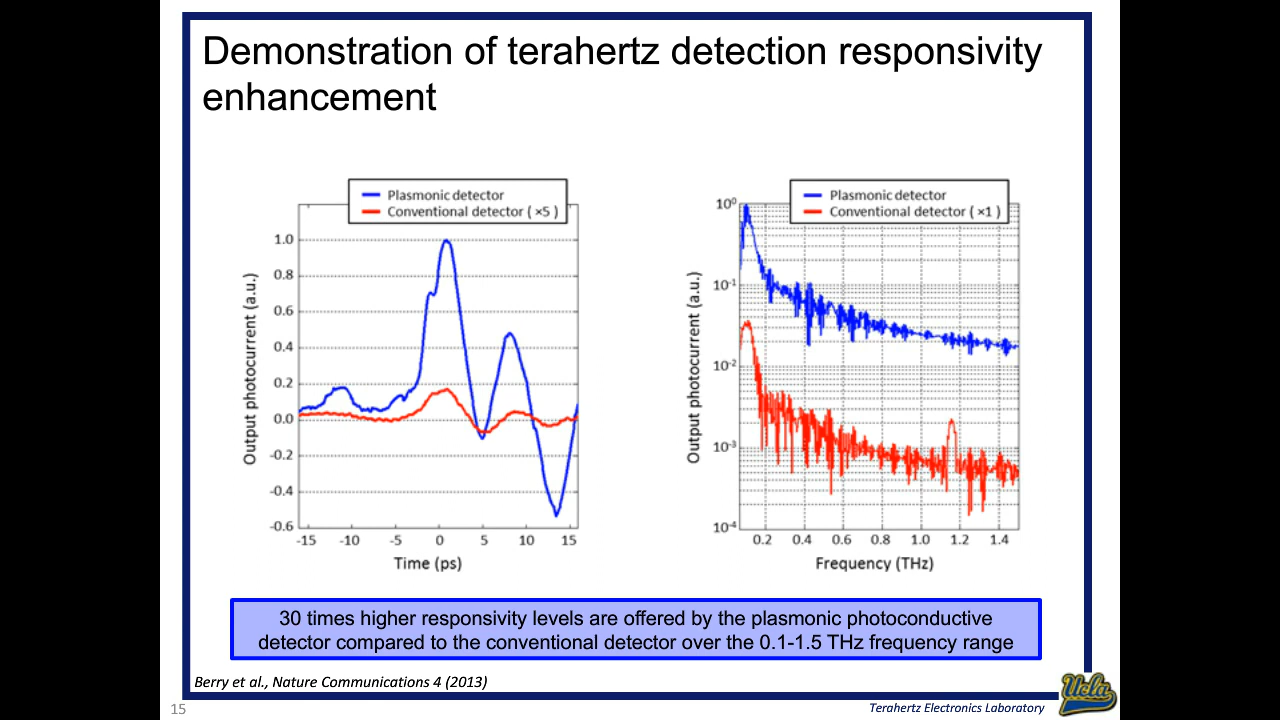 Demonstration of terahertz detection responsivity
enhancement
Plasmonic detector
Conventional detector ( ×5 )
1.0
0.8
0.6
0.4
0.2
0.0
-0.2
-0.4
-0.6
Output photocurrent (a.u.)
-15 -10 -5 0 5 10 15
Time (ps)
Plasmonic detector
Conventional detector ( ×1 )
10⁰
10⁻¹
10⁻²
10⁻³
10⁻⁴
Output photocurrent (a.u.)
0.2 0.4 0.6 0.8 1.0 1.2 1.4
Frequency (THz)
30 times higher responsivity levels are offered by the plasmonic photoconductive
detector compared to the conventional detector over the 0.1-1.5 THz frequency range
Berry et al., Nature Communications 4 (2013)
15
Terahertz Electronics Laboratory
Ucla